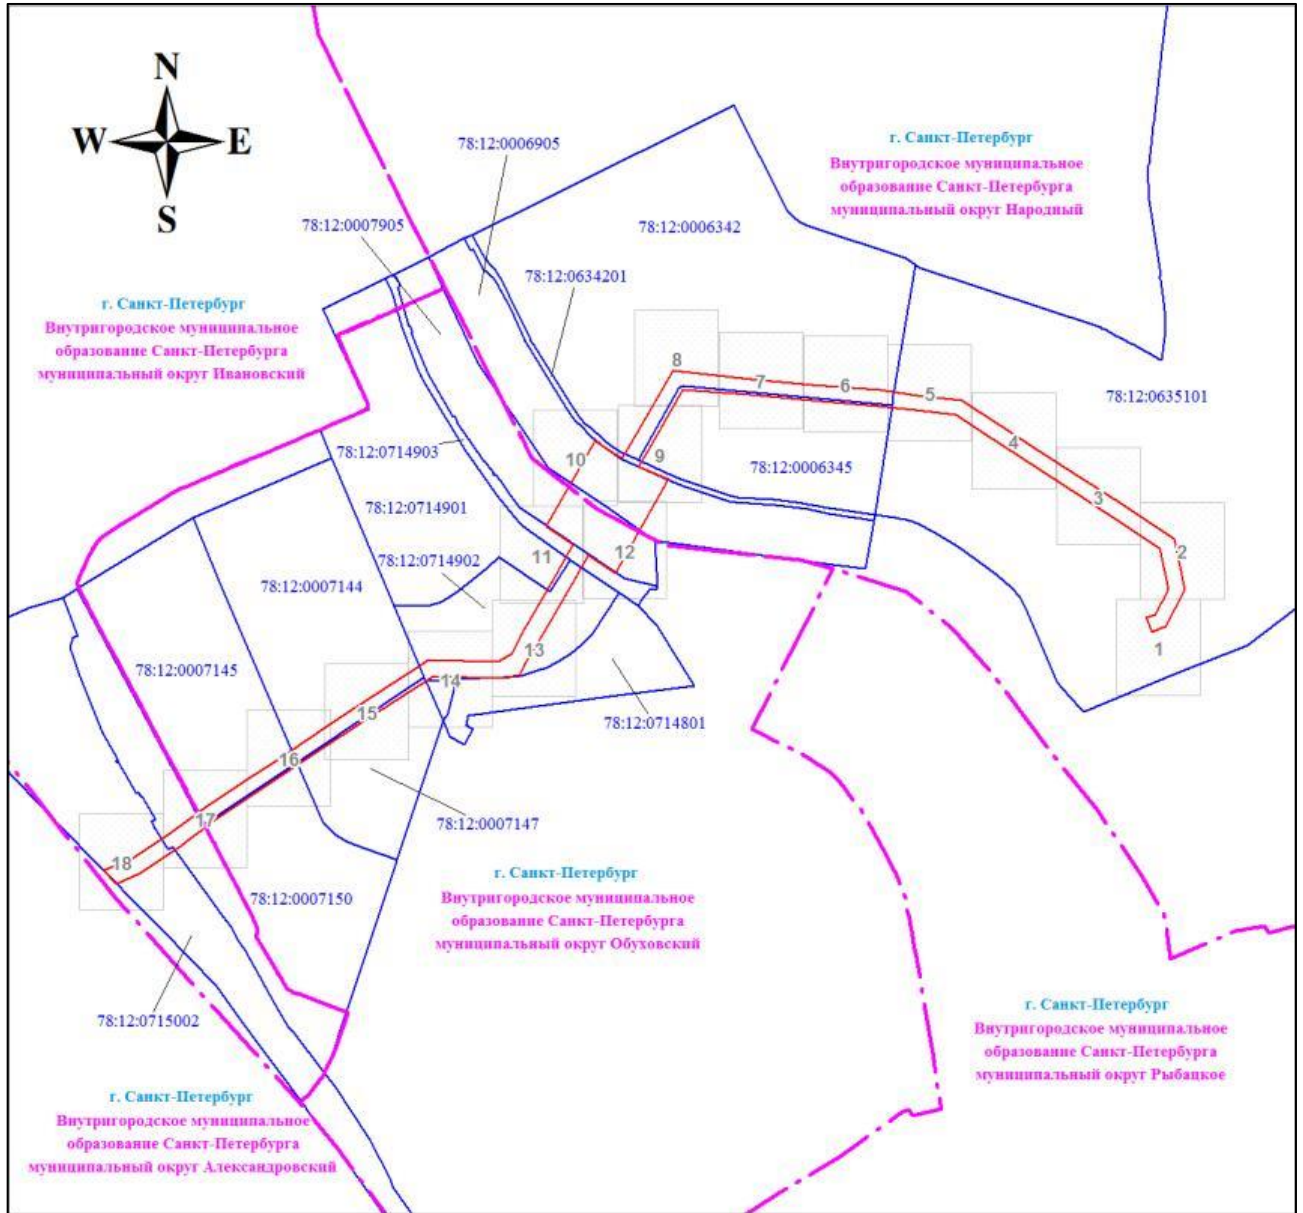 N
W
E
S
78:12:0006905
г. Санкт-Петербург
Внутригородское муниципальное
образование Санкт-Петербурга
муниципальный округ Народный
78:12:0007905
78:12:0006342
78:12:0634201
г. Санкт-Петербург
Внутригородское муниципальное
образование Санкт-Петербурга
муниципальный округ Ивановский
8
7
6
5
78:12:0635101
4
78:12:0714903
10
9
78:12:0006345
3
78:12:0714901
78:12:0714902
11
12
2
78:12:0007144
1
78:12:0007145
13
14
15
78:12:0714801
16
17
78:12:0007147
18
г. Санкт-Петербург
Внутригородское муниципальное
образование Санкт-Петербурга
муниципальный округ Обуховский
78:12:0007150
78:12:0715002
г. Санкт-Петербург
Внутригородское муниципальное
образование Санкт-Петербурга
муниципальный округ Рыбацкое
г. Санкт-Петербург
Внутригородское муниципальное
образование Санкт-Петербурга
муниципальный округ Александровский